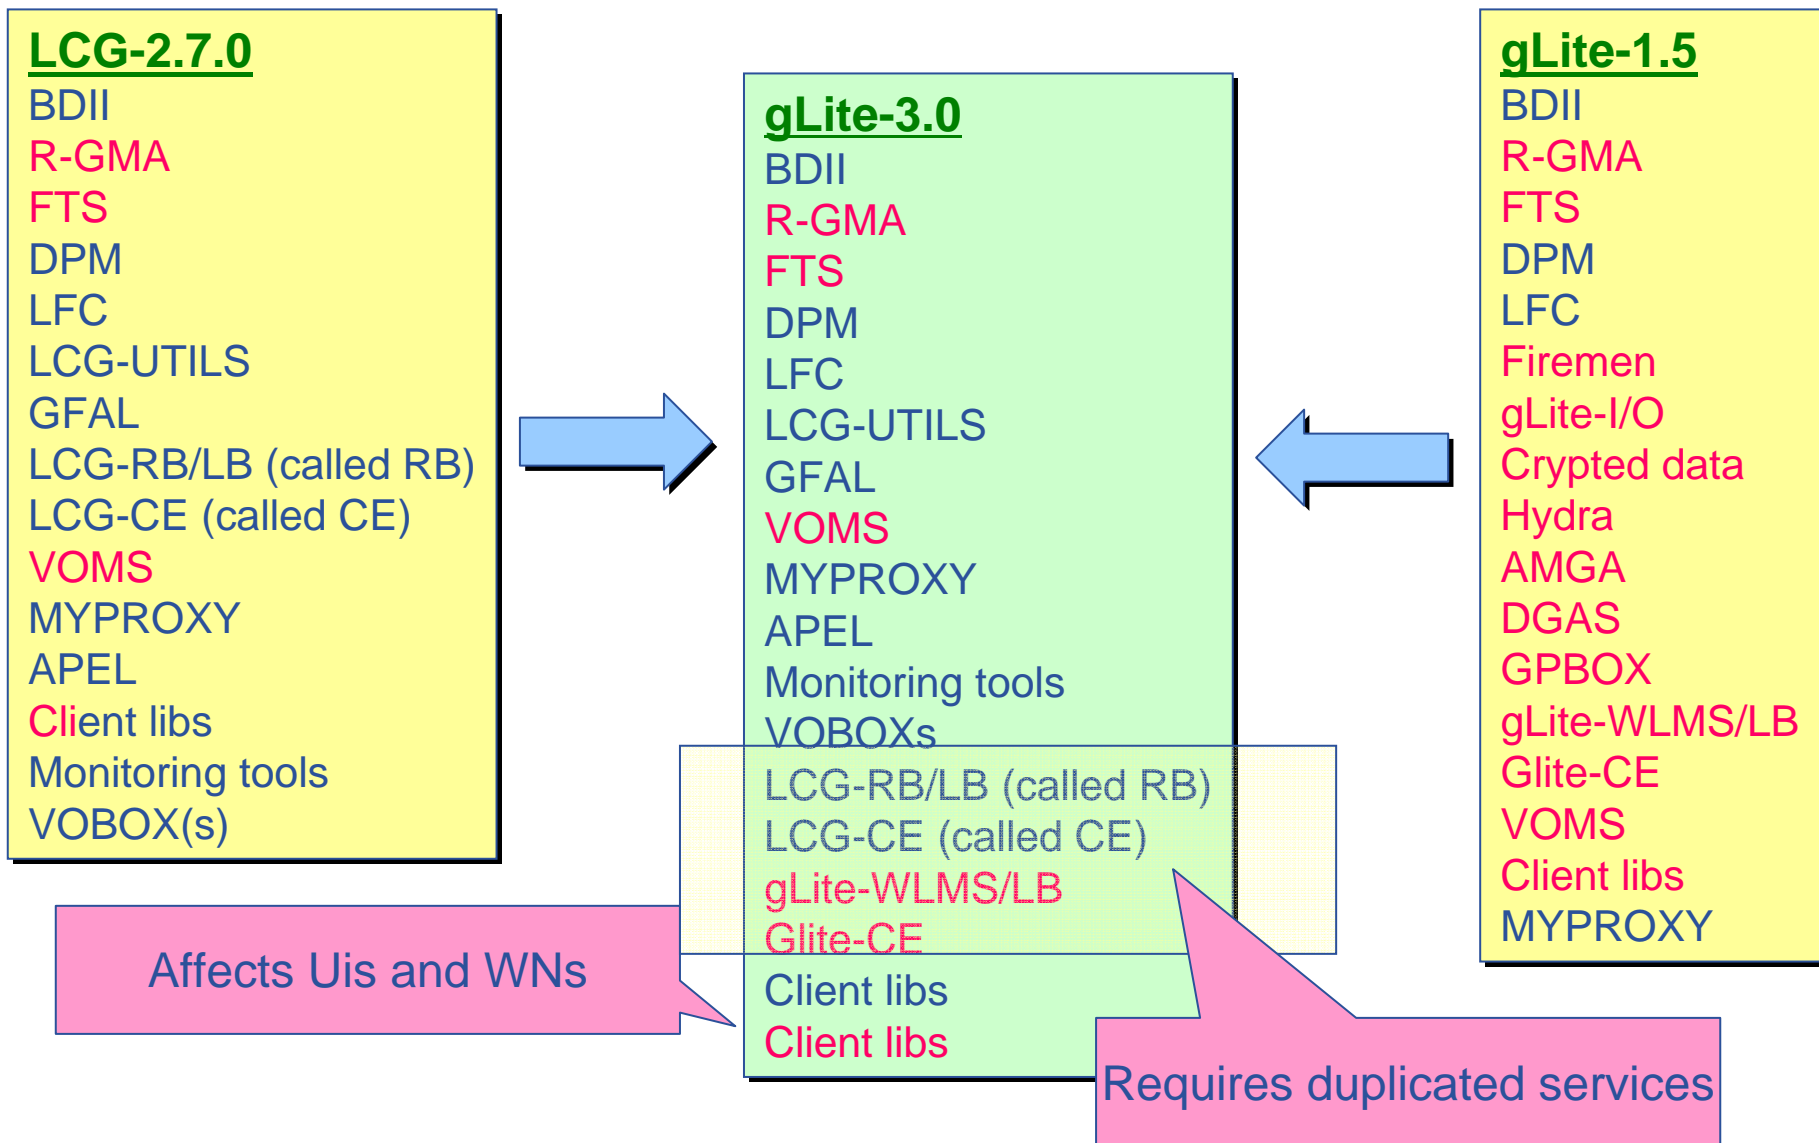 LCG-2.7.0
BDII
R-GMA
FTS
DPM
LFC
LCG-UTILS
GFAL
LCG-RB/LB (called RB)
LCG-CE (called CE)
VOMS
MYPROXY
APEL
Client libs
Monitoring tools
VOBOX(s)
gLite-3.0
BDII
R-GMA
FTS
DPM
LFC
LCG-UTILS
GFAL
VOMS
MYPROXY
APEL
Monitoring tools
VOBOXs
LCG-RB/LB (called RB)
LCG-CE (called CE)
gLite-WLMS/LB
Glite-CE
Client libs
Client libs
gLite-1.5
BDII
R-GMA
FTS
DPM
LFC
Firemen
gLite-I/O
Crypted data
Hydra
AMGA
DGAS
GPBOX
gLite-WLMS/LB
Glite-CE
VOMS
Client libs
MYPROXY
Affects Uis and WNs
Requires duplicated services